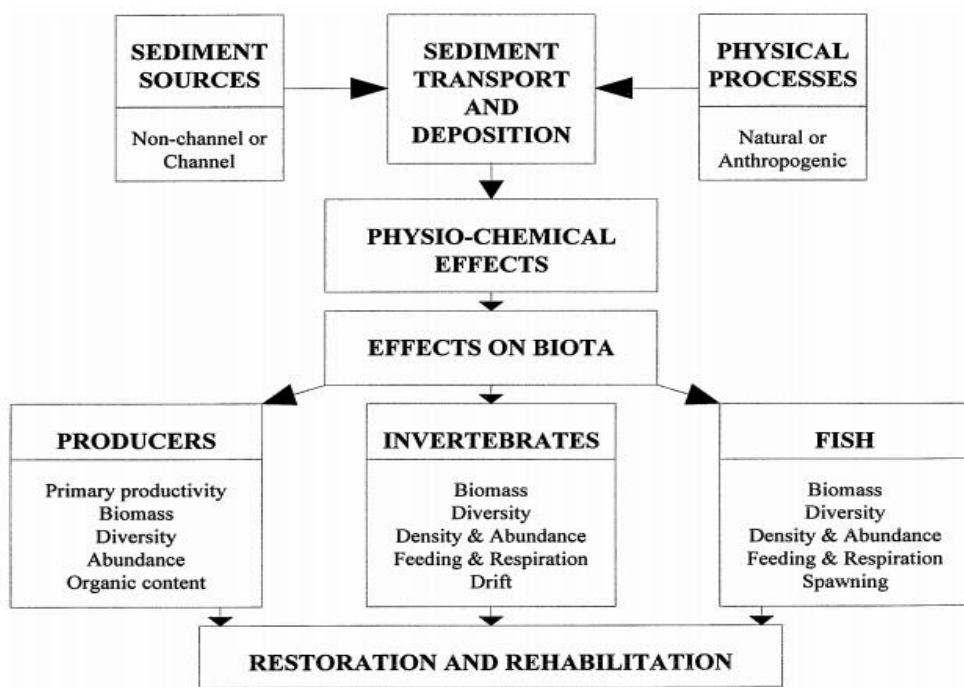 SEDIMENT
SOURCES
Non-channel or
Channel
SEDIMENT
TRANSPORT
AND
DEPOSITION
PHYSICAL
PROCESSES
Natural or
Anthropogenic
PHYSIO-CHEMICAL
EFFECTS
EFFECTS ON BIOTA
PRODUCERS
Primary productivity
Biomass
Diversity
Abundance
Organic content
INVERTEBRATES
Biomass
Diversity
Density & Abundance
Feeding & Respiration
Drift
FISH
Biomass
Diversity
Density & Abundance
Feeding & Respiration
Spawning
RESTORATION AND REHABILITATION